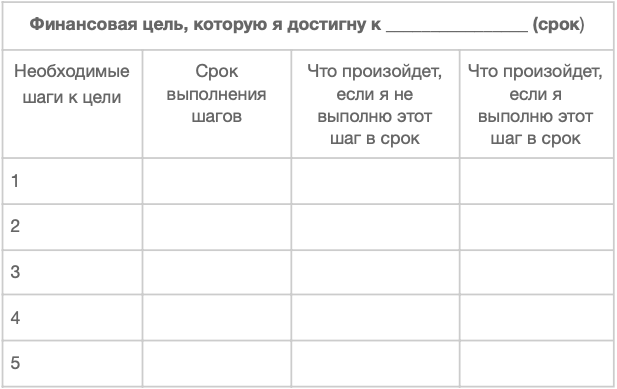 Финансовая цель, которую я достигну к ________________ (срок)
Необходимые
шаги к цели
Срок
выполнения
шагов
Что произойдет,
если я не
выполню этот
шаг в срок
Что произойдет,
если я
выполню этот
шаг в срок
1
2
3
4
5